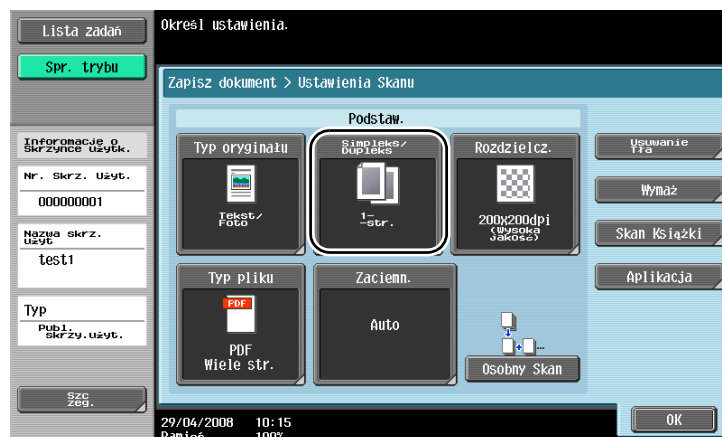 Lista zadań
Określ ustawienia.
Spr. trybu
Zapisz dokument > Ustawienia Skanu
Podstaw.
Inforomacje o
skrzynce użytk.
Typ oryginału
Tekst/
Foto
Simpleks/
Dupleks
1-
-str.
Rozdzielcz.
200x200dpi
(Wysoka
jakość)
Usuwanie
Tła
Wymaż
Skan Książki
Aplikacja
Nr. Skrz. Użyt.
000000001
Nazwa skrz.
użyt
test1
Typ
Publ.
skrzy.użyt.
Szc
zeg.
Typ pliku
PDF
PDF
Wiele str.
Zaciemn.
Auto
Osobny Skan
29/04/2008 10:15
Pamięć 100%
OK